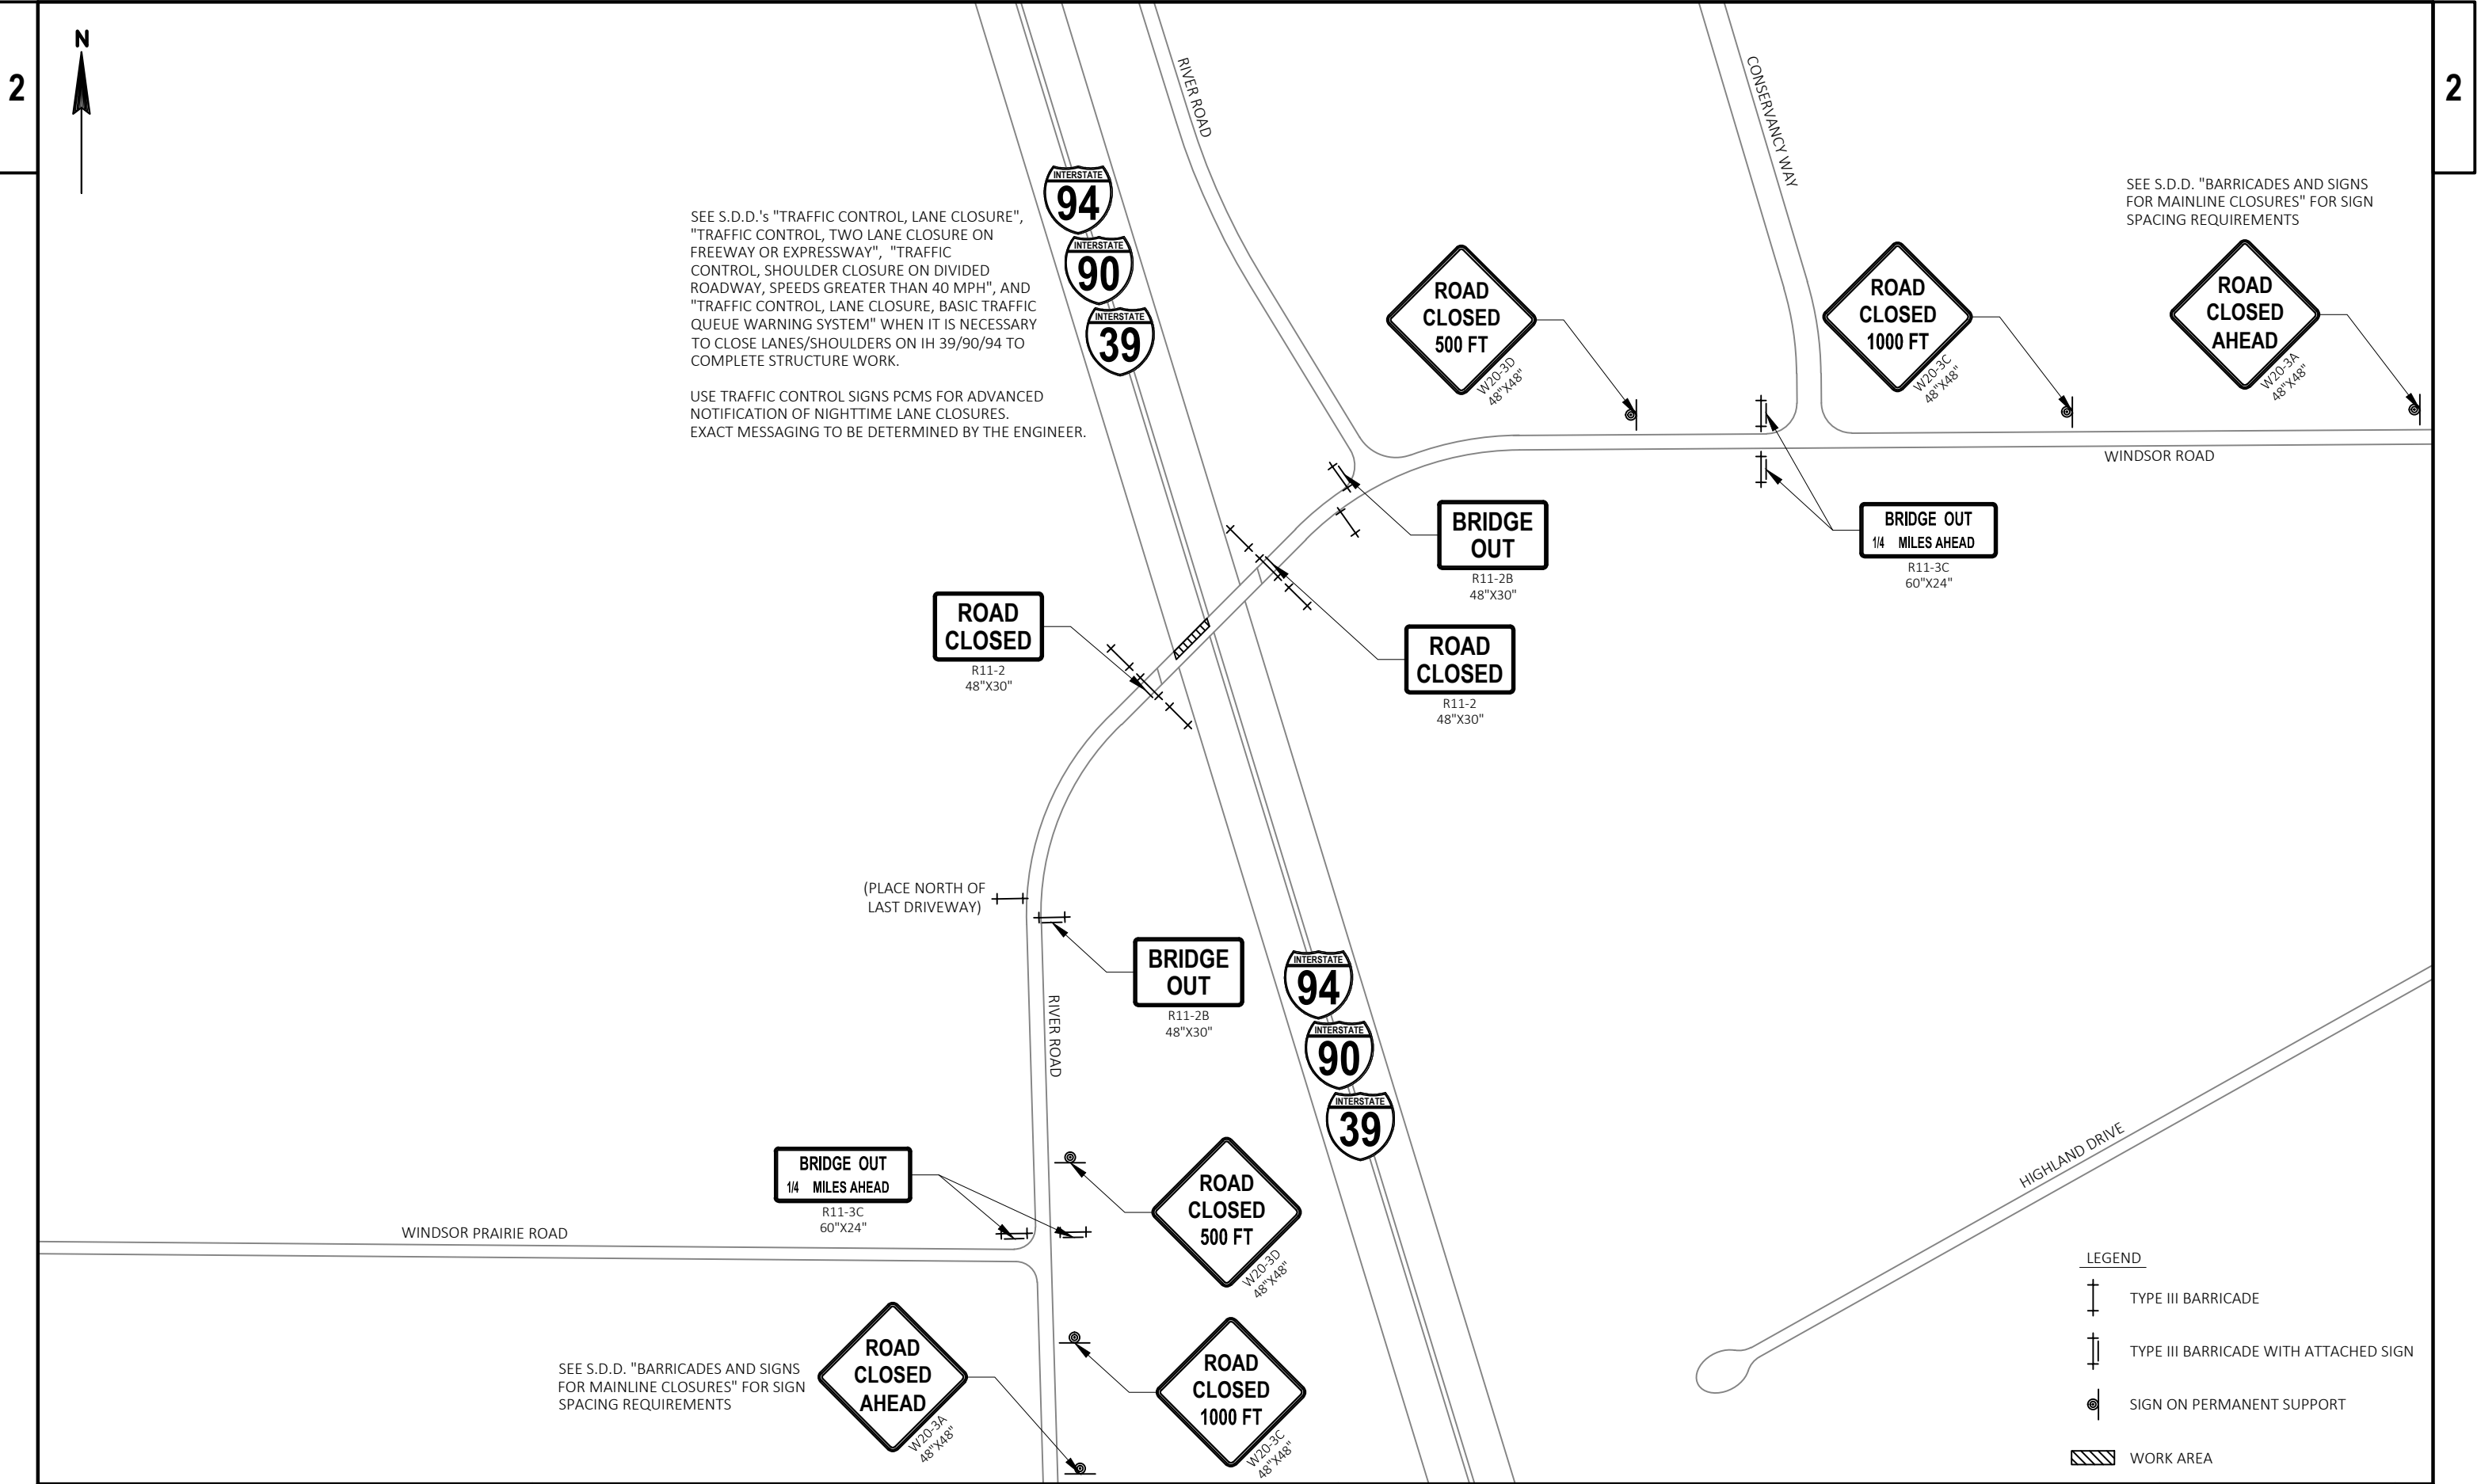 2
N
2
RIVER ROAD
CONSERVANCY WAY
INTERSTATE
94
INTERSTATE
90
INTERSTATE
39
SEE S.D.D.'s "TRAFFIC CONTROL, LANE CLOSURE",
"TRAFFIC CONTROL, TWO LANE CLOSURE ON
FREEWAY OR EXPRESSWAY", "TRAFFIC
CONTROL, SHOULDER CLOSURE ON DIVIDED
ROADWAY, SPEEDS GREATER THAN 40 MPH", AND
"TRAFFIC CONTROL, LANE CLOSURE, BASIC TRAFFIC
QUEUE WARNING SYSTEM" WHEN IT IS NECESSARY
TO CLOSE LANES/SHOULDERS ON IH 39/90/94 TO
COMPLETE STRUCTURE WORK.
USE TRAFFIC CONTROL SIGNS PCMS FOR ADVANCED
NOTIFICATION OF NIGHTTIME LANE CLOSURES.
EXACT MESSAGING TO BE DETERMINED BY THE ENGINEER.
SEE S.D.D. "BARRICADES AND SIGNS
FOR MAINLINE CLOSURES" FOR SIGN
SPACING REQUIREMENTS
ROAD
CLOSED
500 FT
W20-3D
48"X48"
ROAD
CLOSED
1000 FT
W20-3C
48"X48"
ROAD
CLOSED
AHEAD
W20-3A
48"X48"
WINDSOR ROAD
BRIDGE
OUT
R11-2B
48"X30"
BRIDGE OUT
1/4 MILES AHEAD
R11-3C
60"X24"
ROAD
CLOSED
R11-2
48"X30"
ROAD
CLOSED
R11-2
48"X30"
(PLACE NORTH OF
LAST DRIVEWAY)
BRIDGE
OUT
R11-2B
48"X30"
RIVER ROAD
INTERSTATE
94
INTERSTATE
90
INTERSTATE
39
HIGHLAND DRIVE
BRIDGE OUT
1/4 MILES AHEAD
R11-3C
60"X24"
ROAD
CLOSED
500 FT
W20-3D
48"X48"
WINDSOR PRAIRIE ROAD
SEE S.D.D. "BARRICADES AND SIGNS
FOR MAINLINE CLOSURES" FOR SIGN
SPACING REQUIREMENTS
ROAD
CLOSED
AHEAD
W20-3A
48"X48"
ROAD
CLOSED
1000 FT
W20-3C
48"X48"
LEGEND
TYPE III BARRICADE
TYPE III BARRICADE WITH ATTACHED SIGN
SIGN ON PERMANENT SUPPORT
WORK AREA